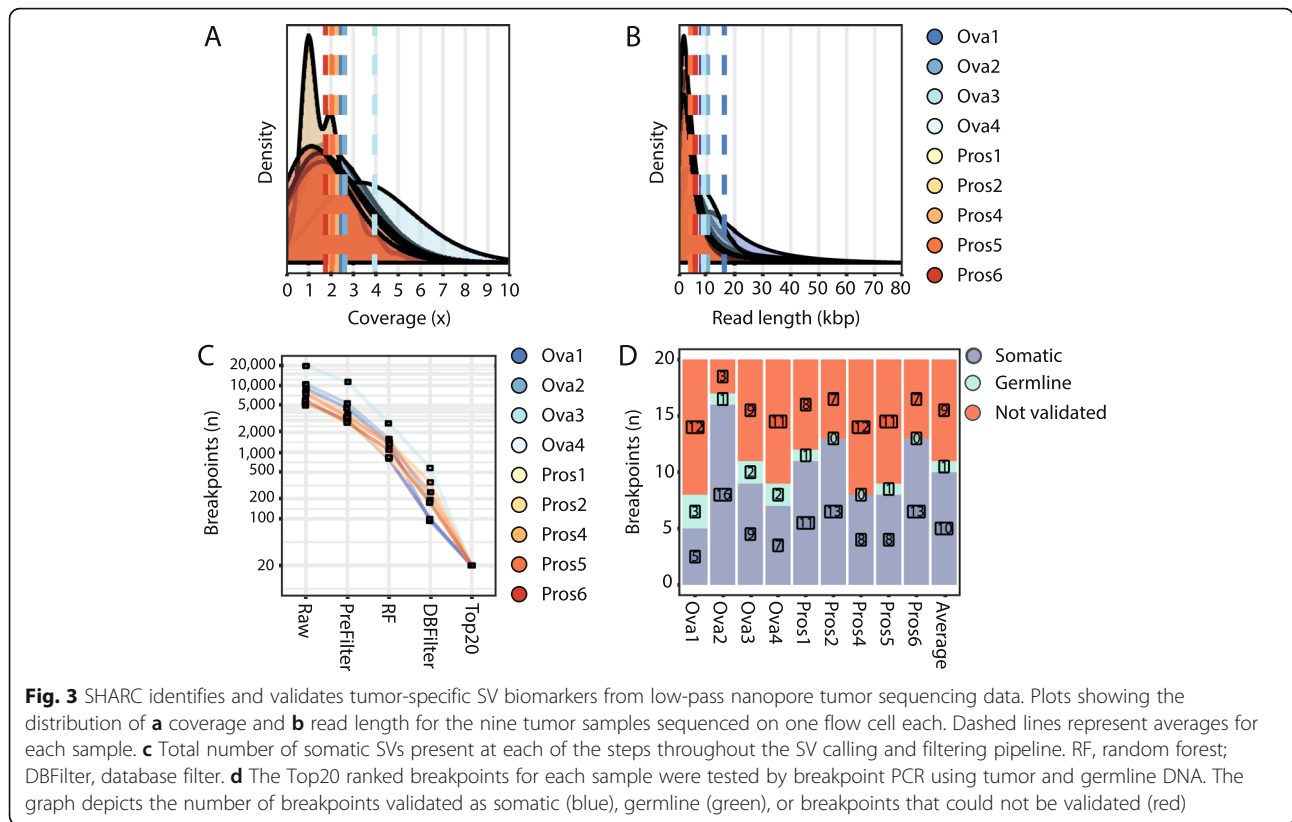 A
Density
0 1 2 3 4 5 6 7 8 9 10
Coverage (x)
B
Density
0 10 20 40 60 80
Read length (kbp)
Ova1
Ova2
Ova3
Ova4
Pros1
Pros2
Pros4
Pros5
Pros6
C
Breakpoints (n)
20,000
10,000
5,000
2,000
1,000
500
200
100
20
Raw
PreFilter
RF
DBFilter
Top20
Ova1
Ova2
Ova3
Ova4
Pros1
Pros2
Pros4
Pros5
Pros6
D
Breakpoints (n)
20
15
10
5
0
12 3 9 11 8 7 12 11 7 9
3 1 2 2 1 0 0 1 0 1
5 16 9 7 11 13 8 8 13 10
Ova1
Ova2
Ova3
Ova4
Pros1
Pros2
Pros4
Pros5
Pros6
Average
Somatic
Germline
Not validated
Fig. 3 SHARC identifies and validates tumor-specific SV biomarkers from low-pass nanopore tumor sequencing data. Plots showing the
distribution of a coverage and b read length for the nine tumor samples sequenced on one flow cell each. Dashed lines represent averages for
each sample. c Total number of somatic SVs present at each of the steps throughout the SV calling and filtering pipeline. RF, random forest;
DBFilter, database filter. d The Top20 ranked breakpoints for each sample were tested by breakpoint PCR using tumor and germline DNA. The
graph depicts the number of breakpoints validated as somatic (blue), germline (green), or breakpoints that could not be validated (red)